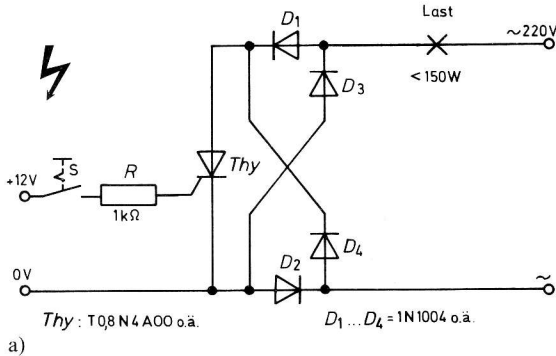 D₁
Last
~220V
D₃
<150W
Thy
S
+12V
R
1kΩ
D₄
0V
D₂
~
Thy: T0,8N4A00 o.ä.
D₁...D₄=1N1004 o.ä.
a)